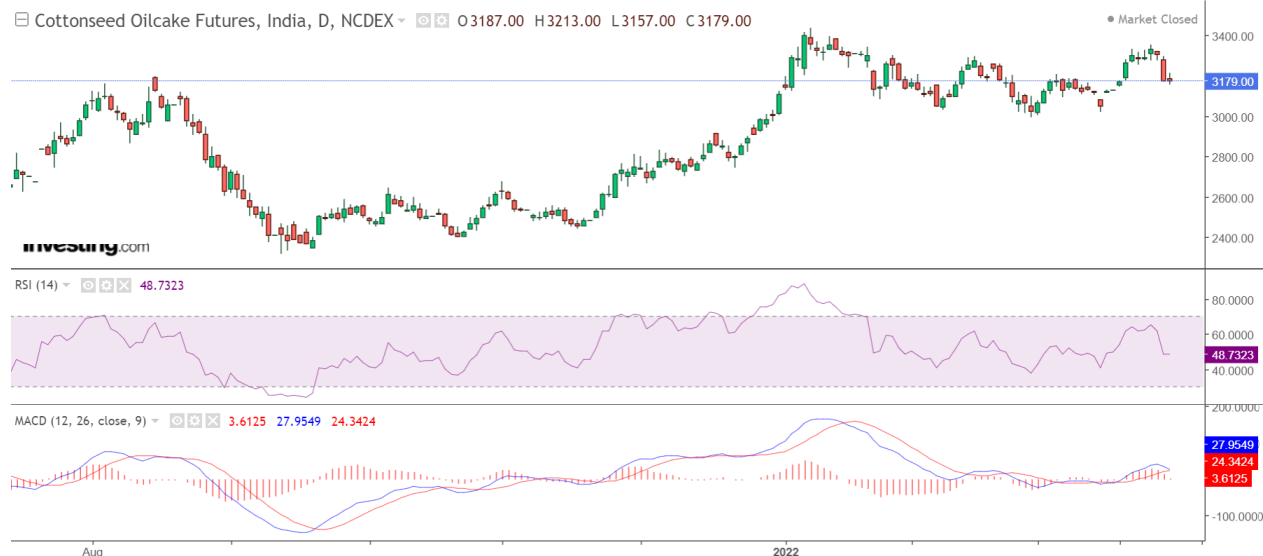 Cottonseed Oilcake Futures, India, D, NCDEX O3187.00 H3213.00 L3157.00 C3179.00
Market Closed
3400.00
3179.00
3000.00
2800.00
2600.00
2400.00
Investing.com
RSI (14) 48.7323
80.0000
60.0000
48.7323
40.0000
MACD (12, 26, close, 9) 3.6125 27.9549 24.3424
200.0000
27.9549
24.3424
3.6125
-100.0000
Aug 2022